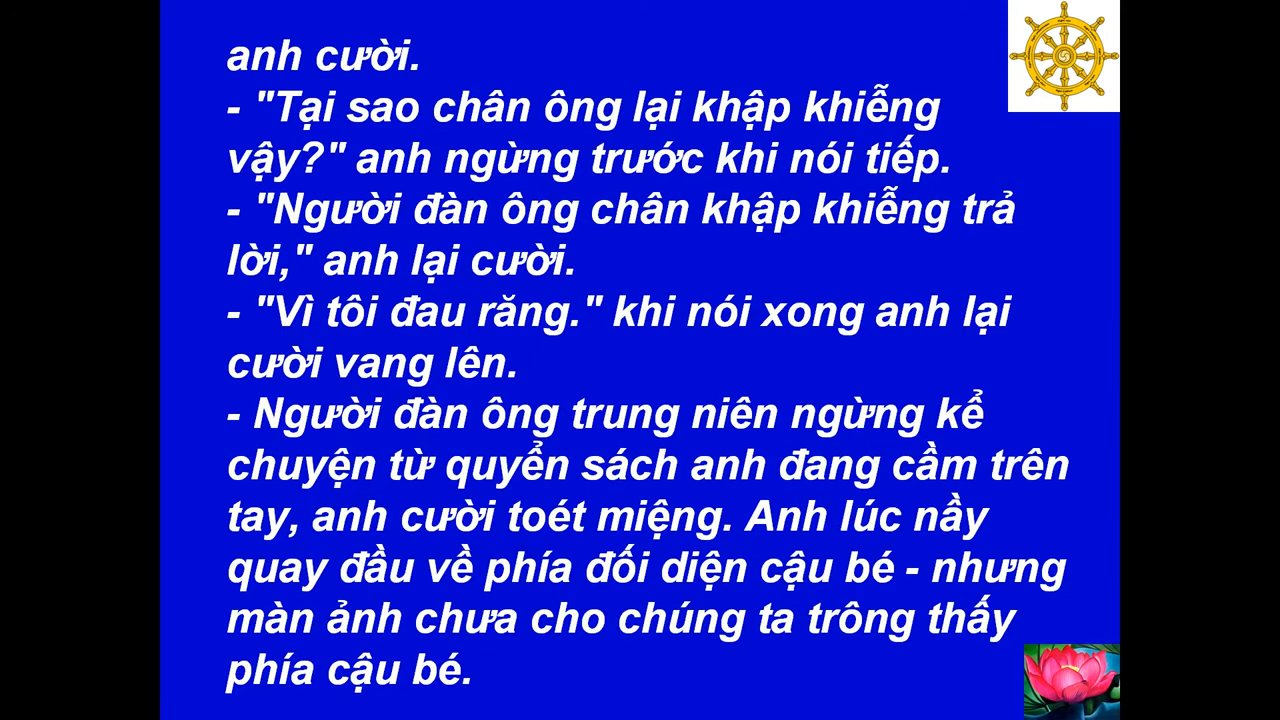 anh cười.
- "Tại sao chân ông lại khập khiễng
vậy?" anh ngừng trước khi nói tiếp.
- "Người đàn ông chân khập khiễng trả
lời," anh lại cười.
- "Vì tôi đau răng." khi nói xong anh lại
cười vang lên.
- Người đàn ông trung niên ngừng kể
chuyện từ quyển sách anh đang cầm trên
tay, anh cười toét miệng. Anh lúc nầy
quay đầu về phía đối diện cậu bé - nhưng
màn ảnh chưa cho chúng ta trông thấy
phía cậu bé.